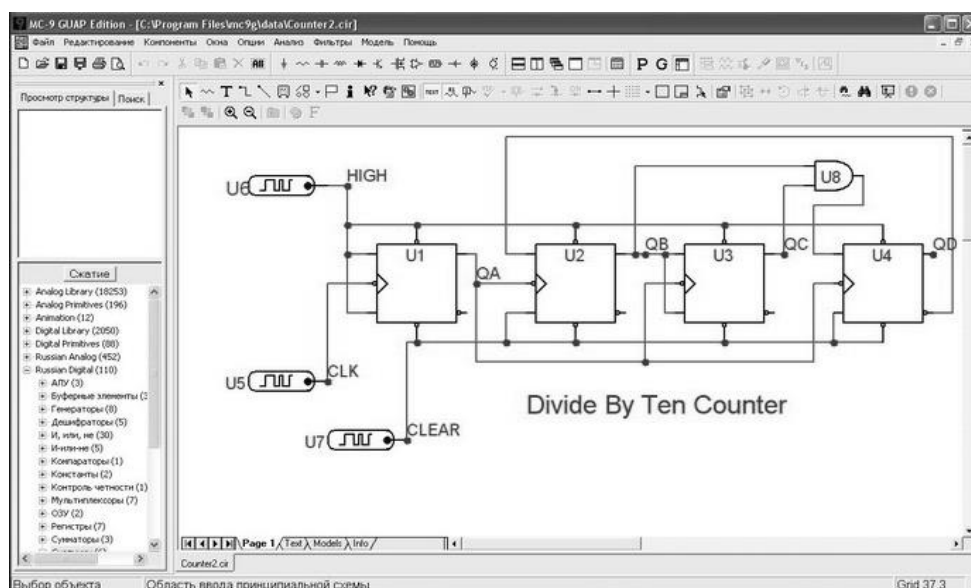 MC-9 GUAP Edition - [C:\Program Files\mc9g\data\Counter2.cir]
Файл Редактирование Компоненты Окна Опции Анализ Фильтры Модель Помощь
Просмотр структуры Поиск
Сжатие
Analog Library (18253)
Analog Primitives (196)
Animation (12)
Digital Library (2050)
Digital Primitives (88)
Russian Analog (452)
Russian Digital (110)
АЛУ (3)
Буферные элементы (3
Генераторы (8)
Дешифраторы (5)
И, или, не (30)
И-или-не (5)
Компараторы (1)
Константы (2)
Контроль четности (1)
Мультиплексоры (7)
ОЗУ (2)
Регистры (7)
Сумматоры (3)
P G
T
TEXT
F
U6 HIGH
U8
U1 QA U2 QB U3 QC U4 QD
U5 CLK
U7 CLEAR
Divide By Ten Counter
Page 1 Text Models Info
Counter2.cir
Выбор объекта Область ввода принципиальной схемы Grid 37,3